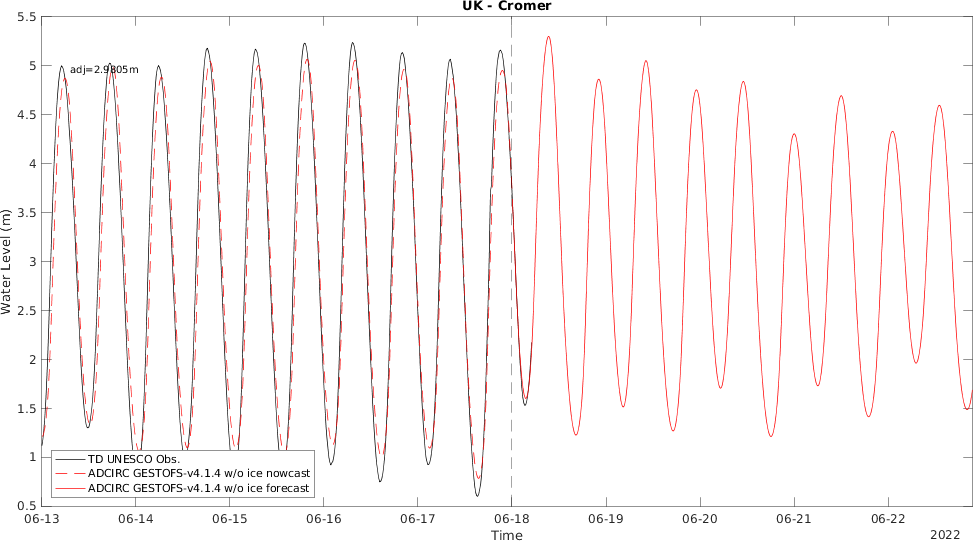 UK - Cromer
5.5
5
4.5
4
3.5
3
2.5
2
1.5
1
0.5
Water Level (m)
adj=2.9805m
TD UNESCO Obs.
ADCIRC GESTOFS-v4.1.4 w/o ice nowcast
ADCIRC GESTOFS-v4.1.4 w/o ice forecast
06-13 06-14 06-15 06-16 06-17 06-18 06-19 06-20 06-21 06-22
Time
2022